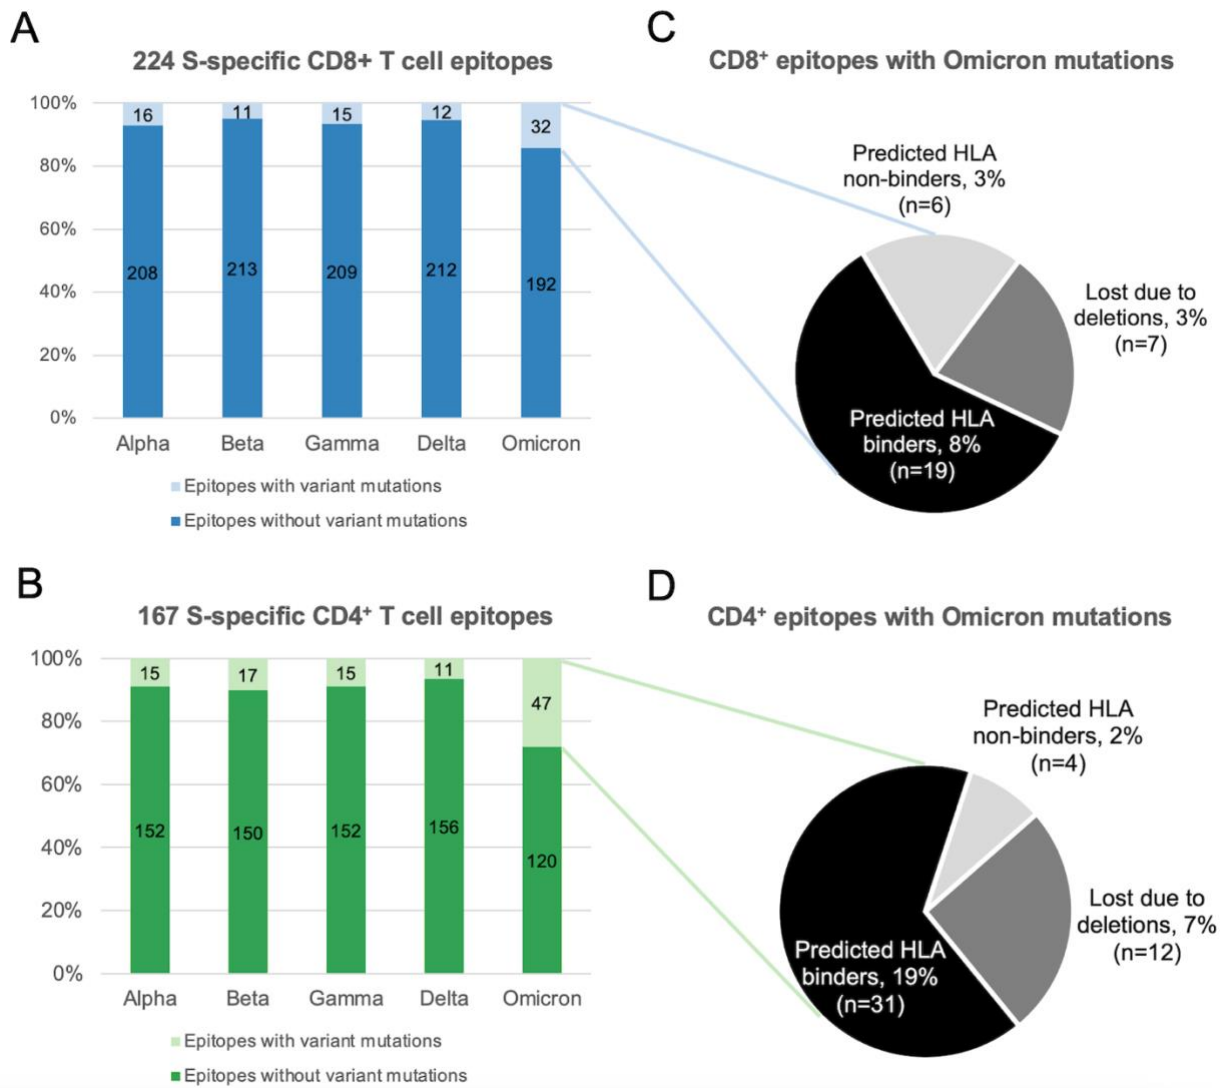 A
224 S-specific CD8+ T cell epitopes
100%
80%
60%
40%
20%
0%
16
11
15
12
32
208
213
209
212
192
Alpha
Beta
Gamma
Delta
Omicron
Epitopes with variant mutations
Epitopes without variant mutations
C
CD8⁺ epitopes with Omicron mutations
Predicted HLA
non-binders, 3%
(n=6)
Lost due to
deletions, 3%
(n=7)
Predicted HLA
binders, 8%
(n=19)
B
167 S-specific CD4⁺ T cell epitopes
100%
80%
60%
40%
20%
0%
15
17
15
11
47
152
150
152
156
120
Alpha
Beta
Gamma
Delta
Omicron
Epitopes with variant mutations
Epitopes without variant mutations
D
CD4⁺ epitopes with Omicron mutations
Predicted HLA
non-binders, 2%
(n=4)
Lost due to
deletions, 7%
(n=12)
Predicted HLA
binders, 19%
(n=31)